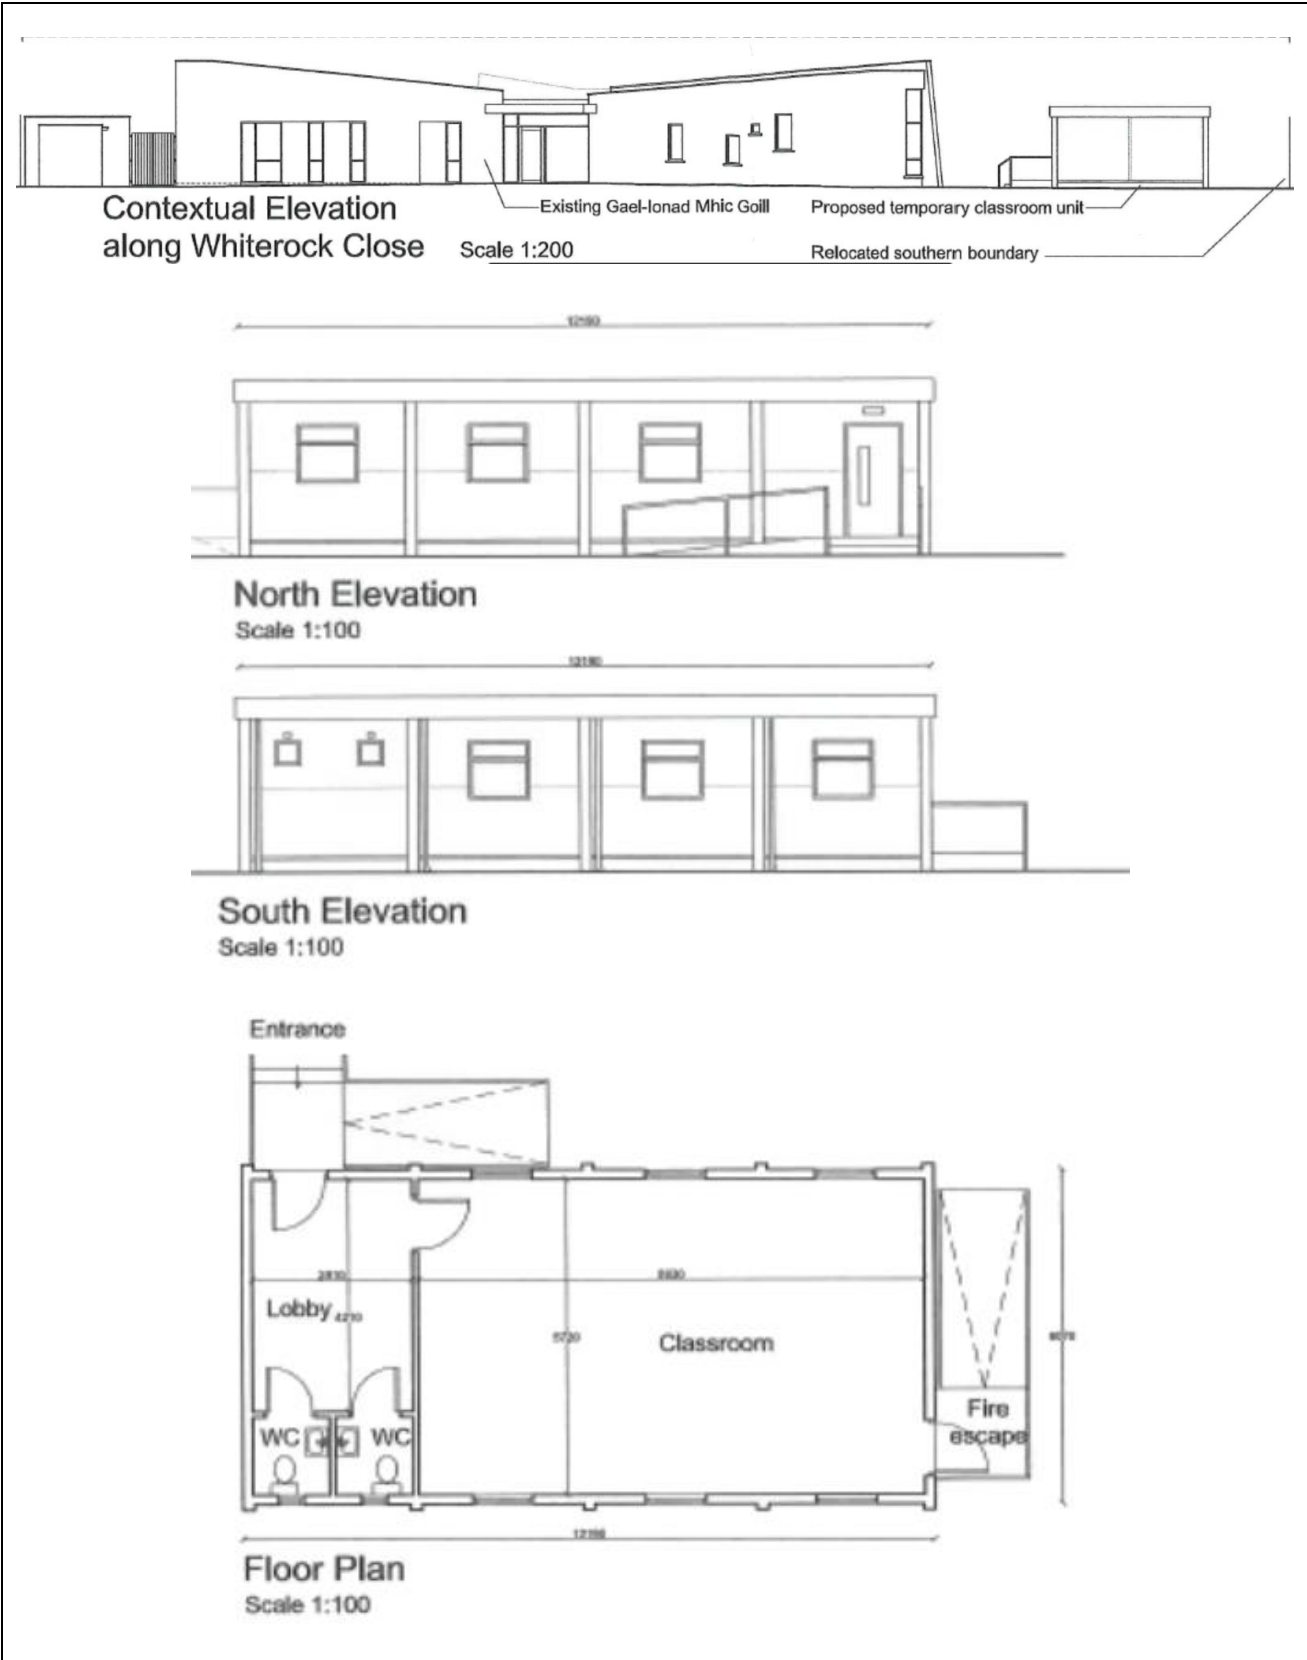 Contextual Elevation
along Whiterock Close
Scale 1:200
Existing Gael-Ionad Mhic Goill
Proposed temporary classroom unit
Relocated southern boundary
North Elevation
Scale 1:100
South Elevation
Scale 1:100
Entrance
Lobby
4210
5720
Classroom
WC
WC
Fire
escape
Floor Plan
Scale 1:100